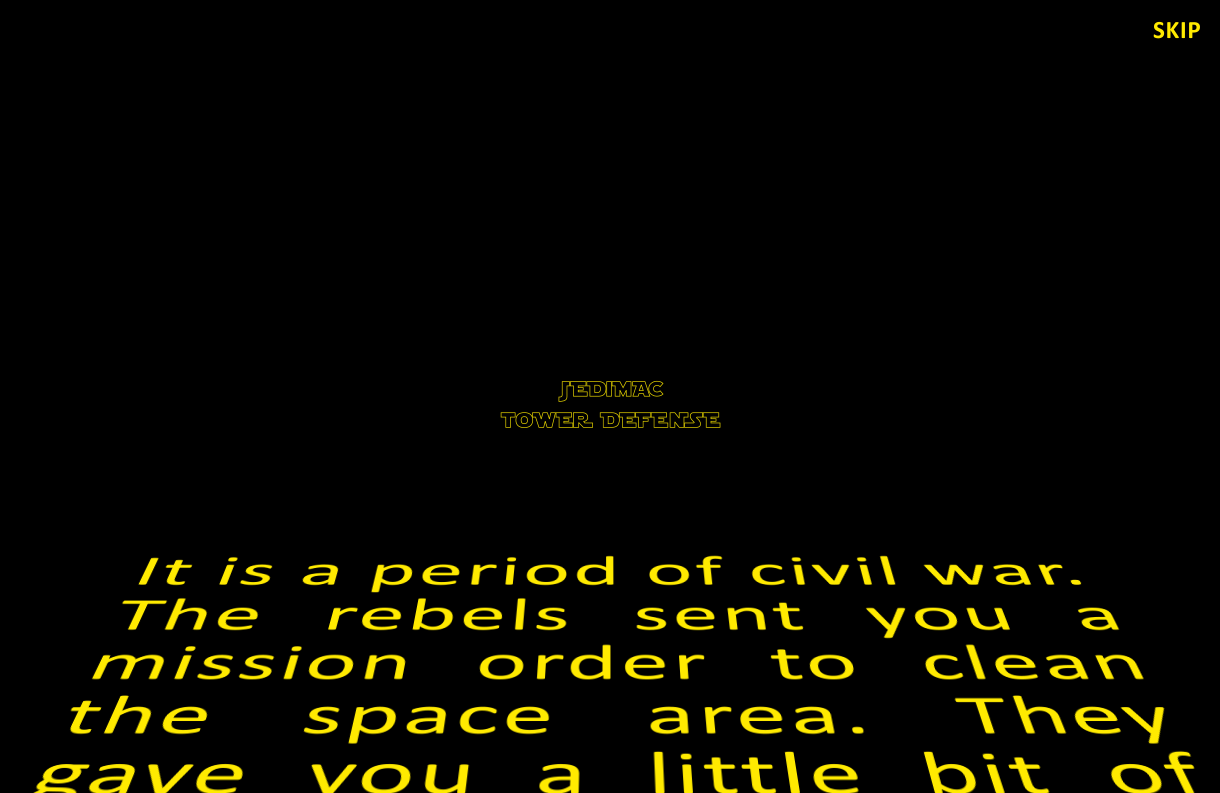 SKIP
JEDIMAC
TOWER DEFENSE
It is a period of civil war.
The rebels sent you a
mission order to clean
the space area. They
gave you a little bit of